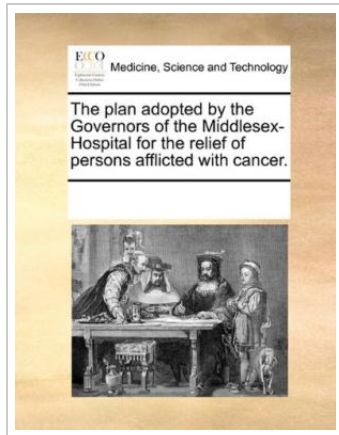 ECCO
Medicine, Science and Technology
The plan adopted by the
Governors of the Middlesex-
Hospital for the relief of
persons afflicted with cancer.